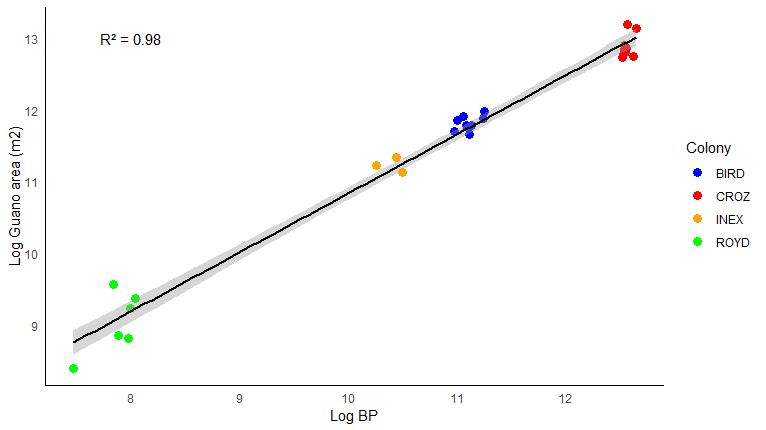 R² = 0.98
13
12
11
10
9
Log Guano area (m2)
8 9 10 11 12
Log BP
Colony
BIRD
CROZ
INEX
ROYD